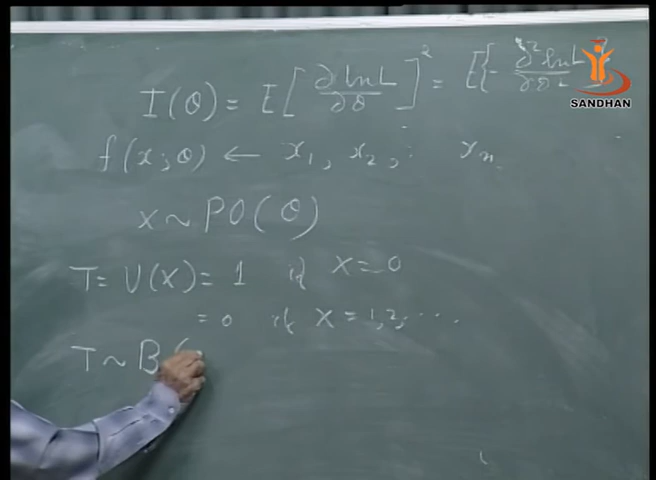 I(θ) = E[∂lnL/∂θ]² = E{-∂²lnL/∂θ²}
SANDHAN
f(x, θ) ← x₁, x₂, : xₙ
x ~ PO(θ)
T = U(X) = 1 if X = 0
= 0 if X = 1, 2, ....
T ~ B(